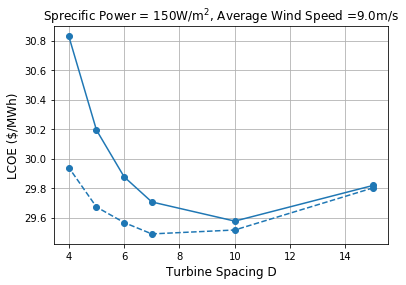 Sprecific Power = 150W/m², Average Wind Speed =9.0m/s
30.8
30.6
30.4
30.2
30.0
29.8
29.6
LCOE ($/MWh)
4 6 8 10 12 14
Turbine Spacing D